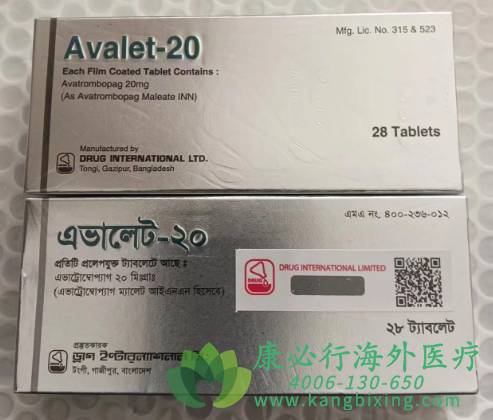 Avalet-20
Mfg. Lic. No. 315 & 523
Each Film Coated Tablet Contains :
Avatrombopag 20mg
(As Avatrombopag Maleate INN)
28 Tablets
Manufactured by
DRUG INTERNATIONAL LTD.
Tongi, Gazipur, Bangladesh
এভালেট-২০
এমএ নং. ৪০০-২৩৬-০১২
প্রতিটি প্রলেপযুক্ত ট্যাবলেটে আছে ঃ
এভাট্রোম্বোপ্যাগ ২০ মিঃগ্রাঃ
(এভাট্রোম্বোপ্যাগ ম্যালেট আইএনএন হিসেবে)
DRUG INTERNATIONAL LIMITED
DRUG
২৮ ট্যাবলেট
প্রস্তুতকারক
ড্রাগ ইন্টারন্যাশনাল লিঃ
টংগী, গাজীপুর, বাংলাদেশ
康必行海外医疗
4006-130-650
www.kangbixing.com